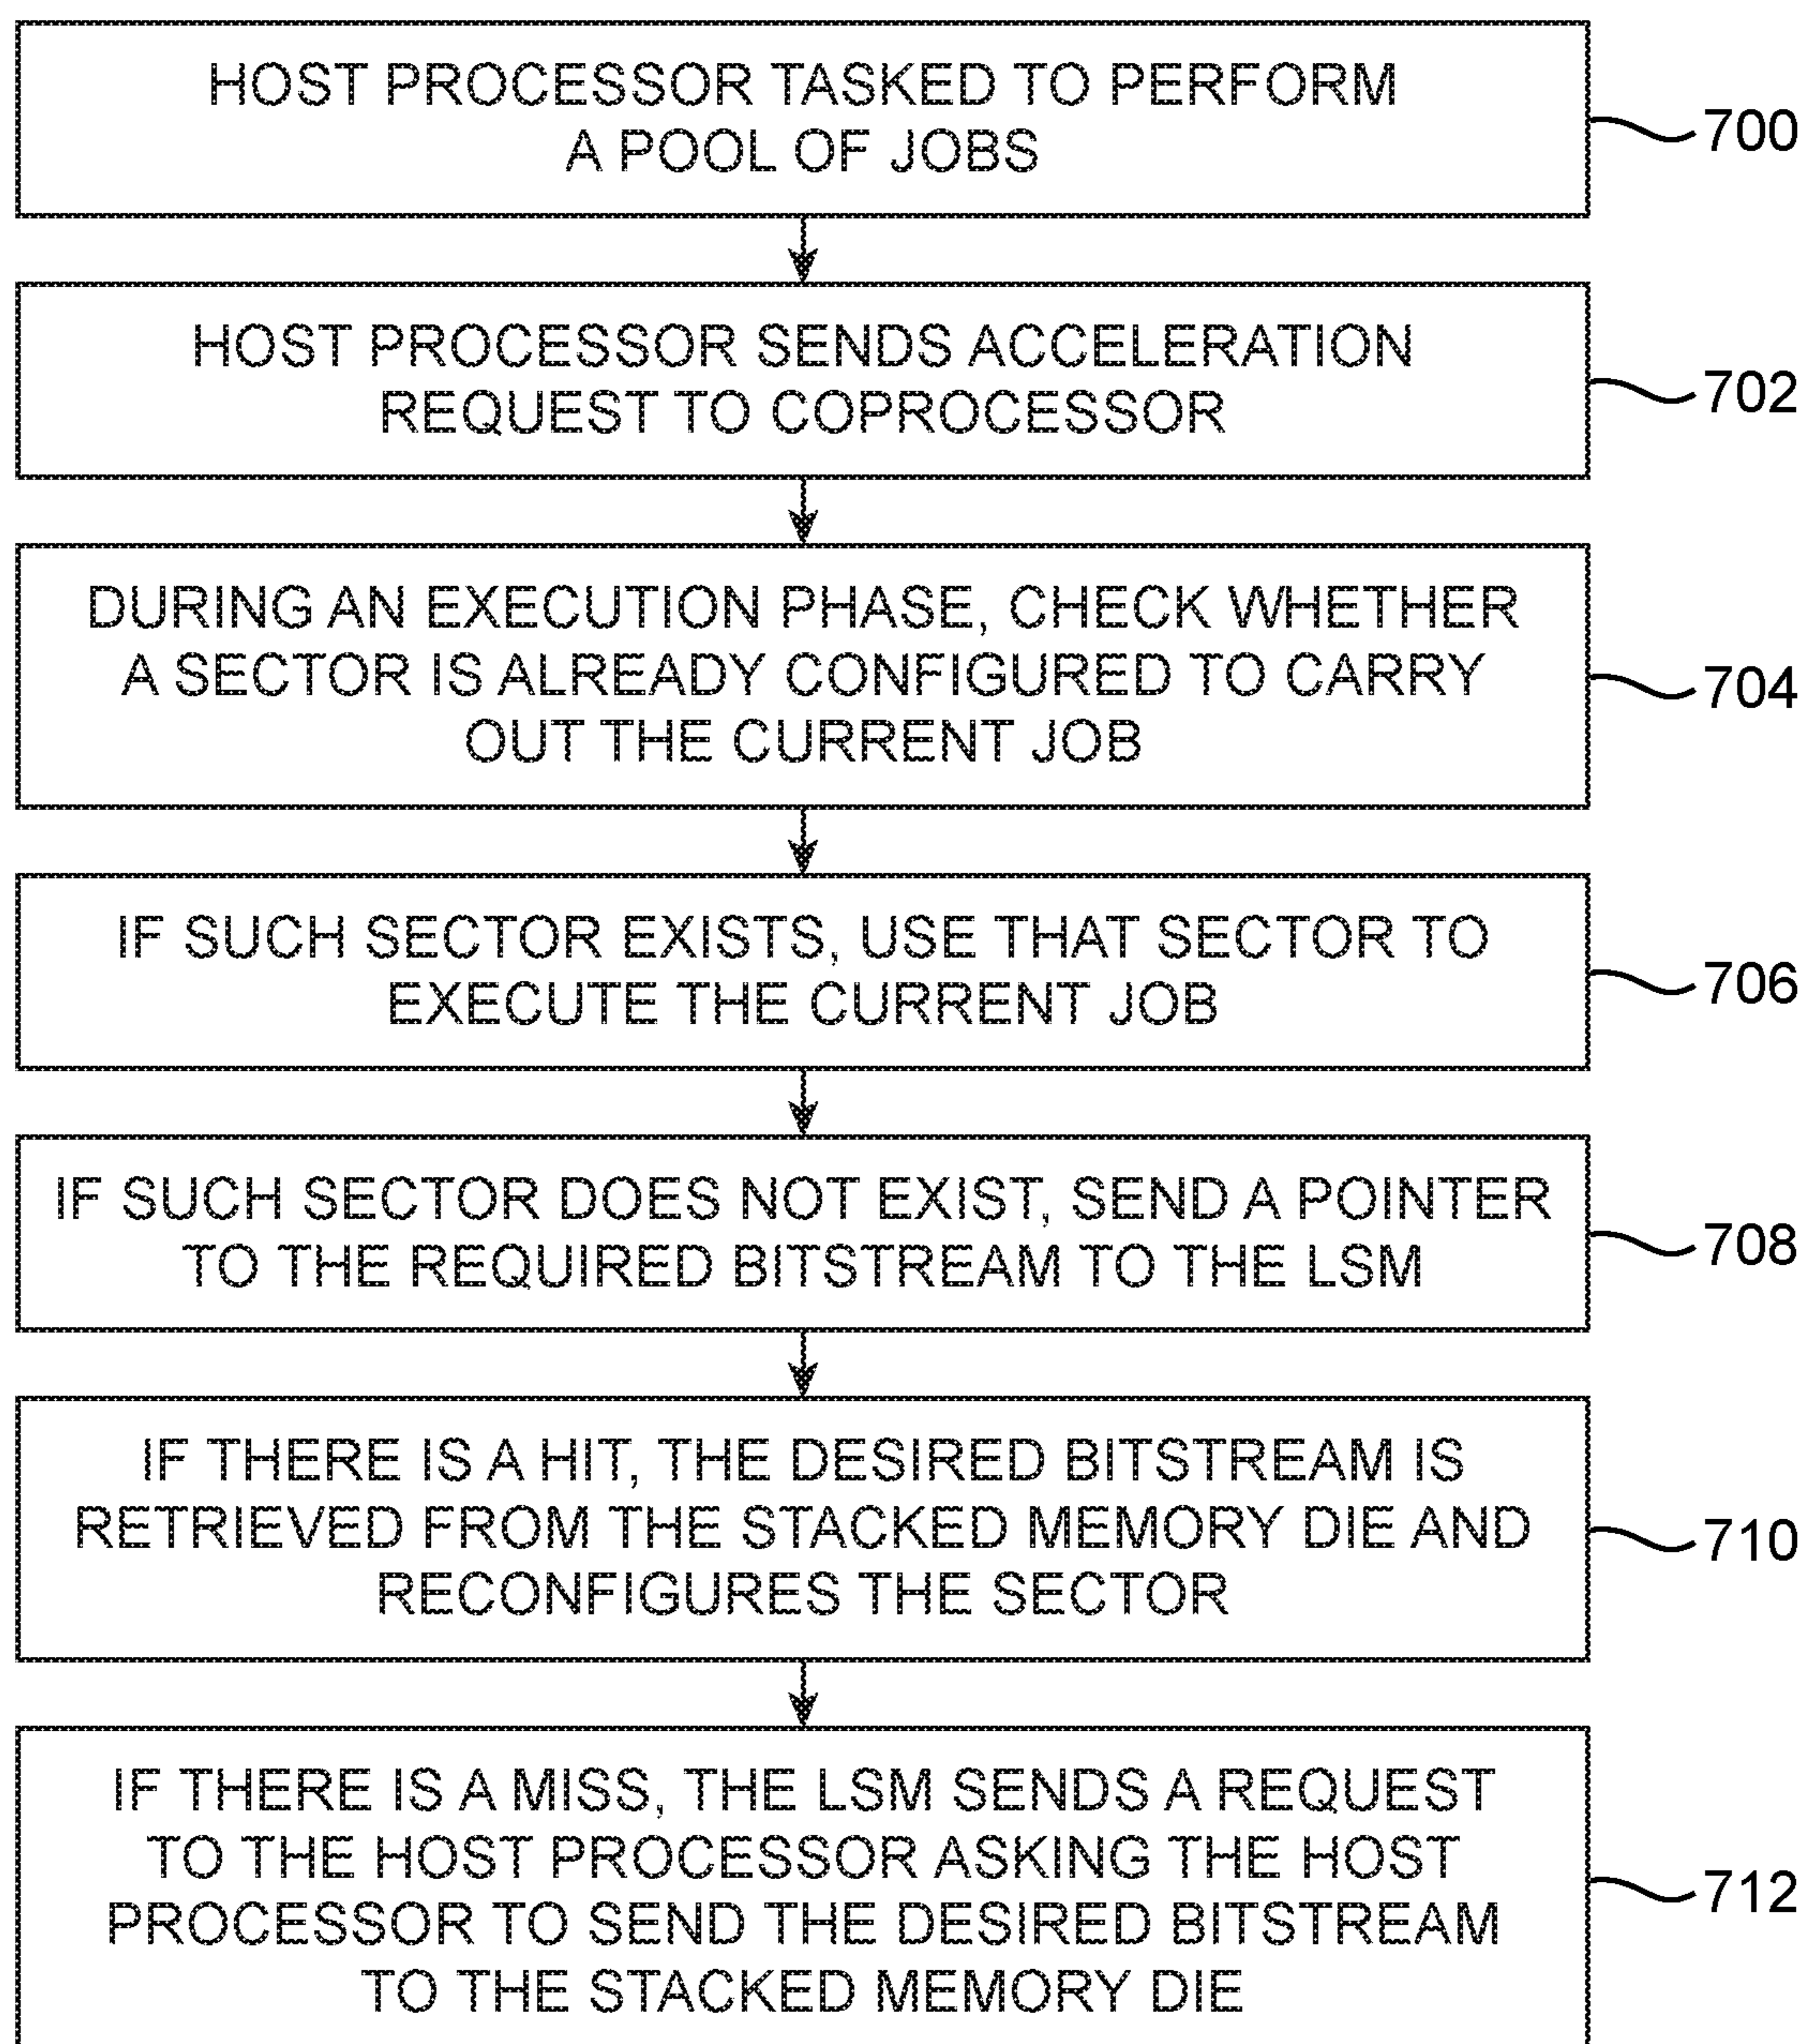 HOST PROCESSOR TASKED TO PERFORM
A POOL OF JOBS
700
HOST PROCESSOR SENDS ACCELERATION
REQUEST TO COPROCESSOR
702
DURING AN EXECUTION PHASE, CHECK WHETHER
A SECTOR IS ALREADY CONFIGURED TO CARRY
OUT THE CURRENT JOB
704
IF SUCH SECTOR EXISTS, USE THAT SECTOR TO
EXECUTE THE CURRENT JOB
706
IF SUCH SECTOR DOES NOT EXIST, SEND A POINTER
TO THE REQUIRED BITSTREAM TO THE LSM
708
IF THERE IS A HIT, THE DESIRED BITSTREAM IS
RETRIEVED FROM THE STACKED MEMORY DIE AND
RECONFIGURES THE SECTOR
710
IF THERE IS A MISS, THE LSM SENDS A REQUEST
TO THE HOST PROCESSOR ASKING THE HOST
PROCESSOR TO SEND THE DESIRED BITSTREAM
TO THE STACKED MEMORY DIE
712